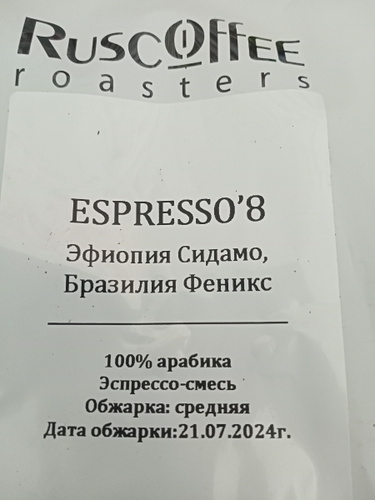 RUSCOFFEE
roasters
ESPRESSO'8
Эфиопия Сидамо,
Бразилия Феникс
100% арабика
Эспрессо-смесь
Обжарка: средняя
Дата обжарки:21.07.2024г.